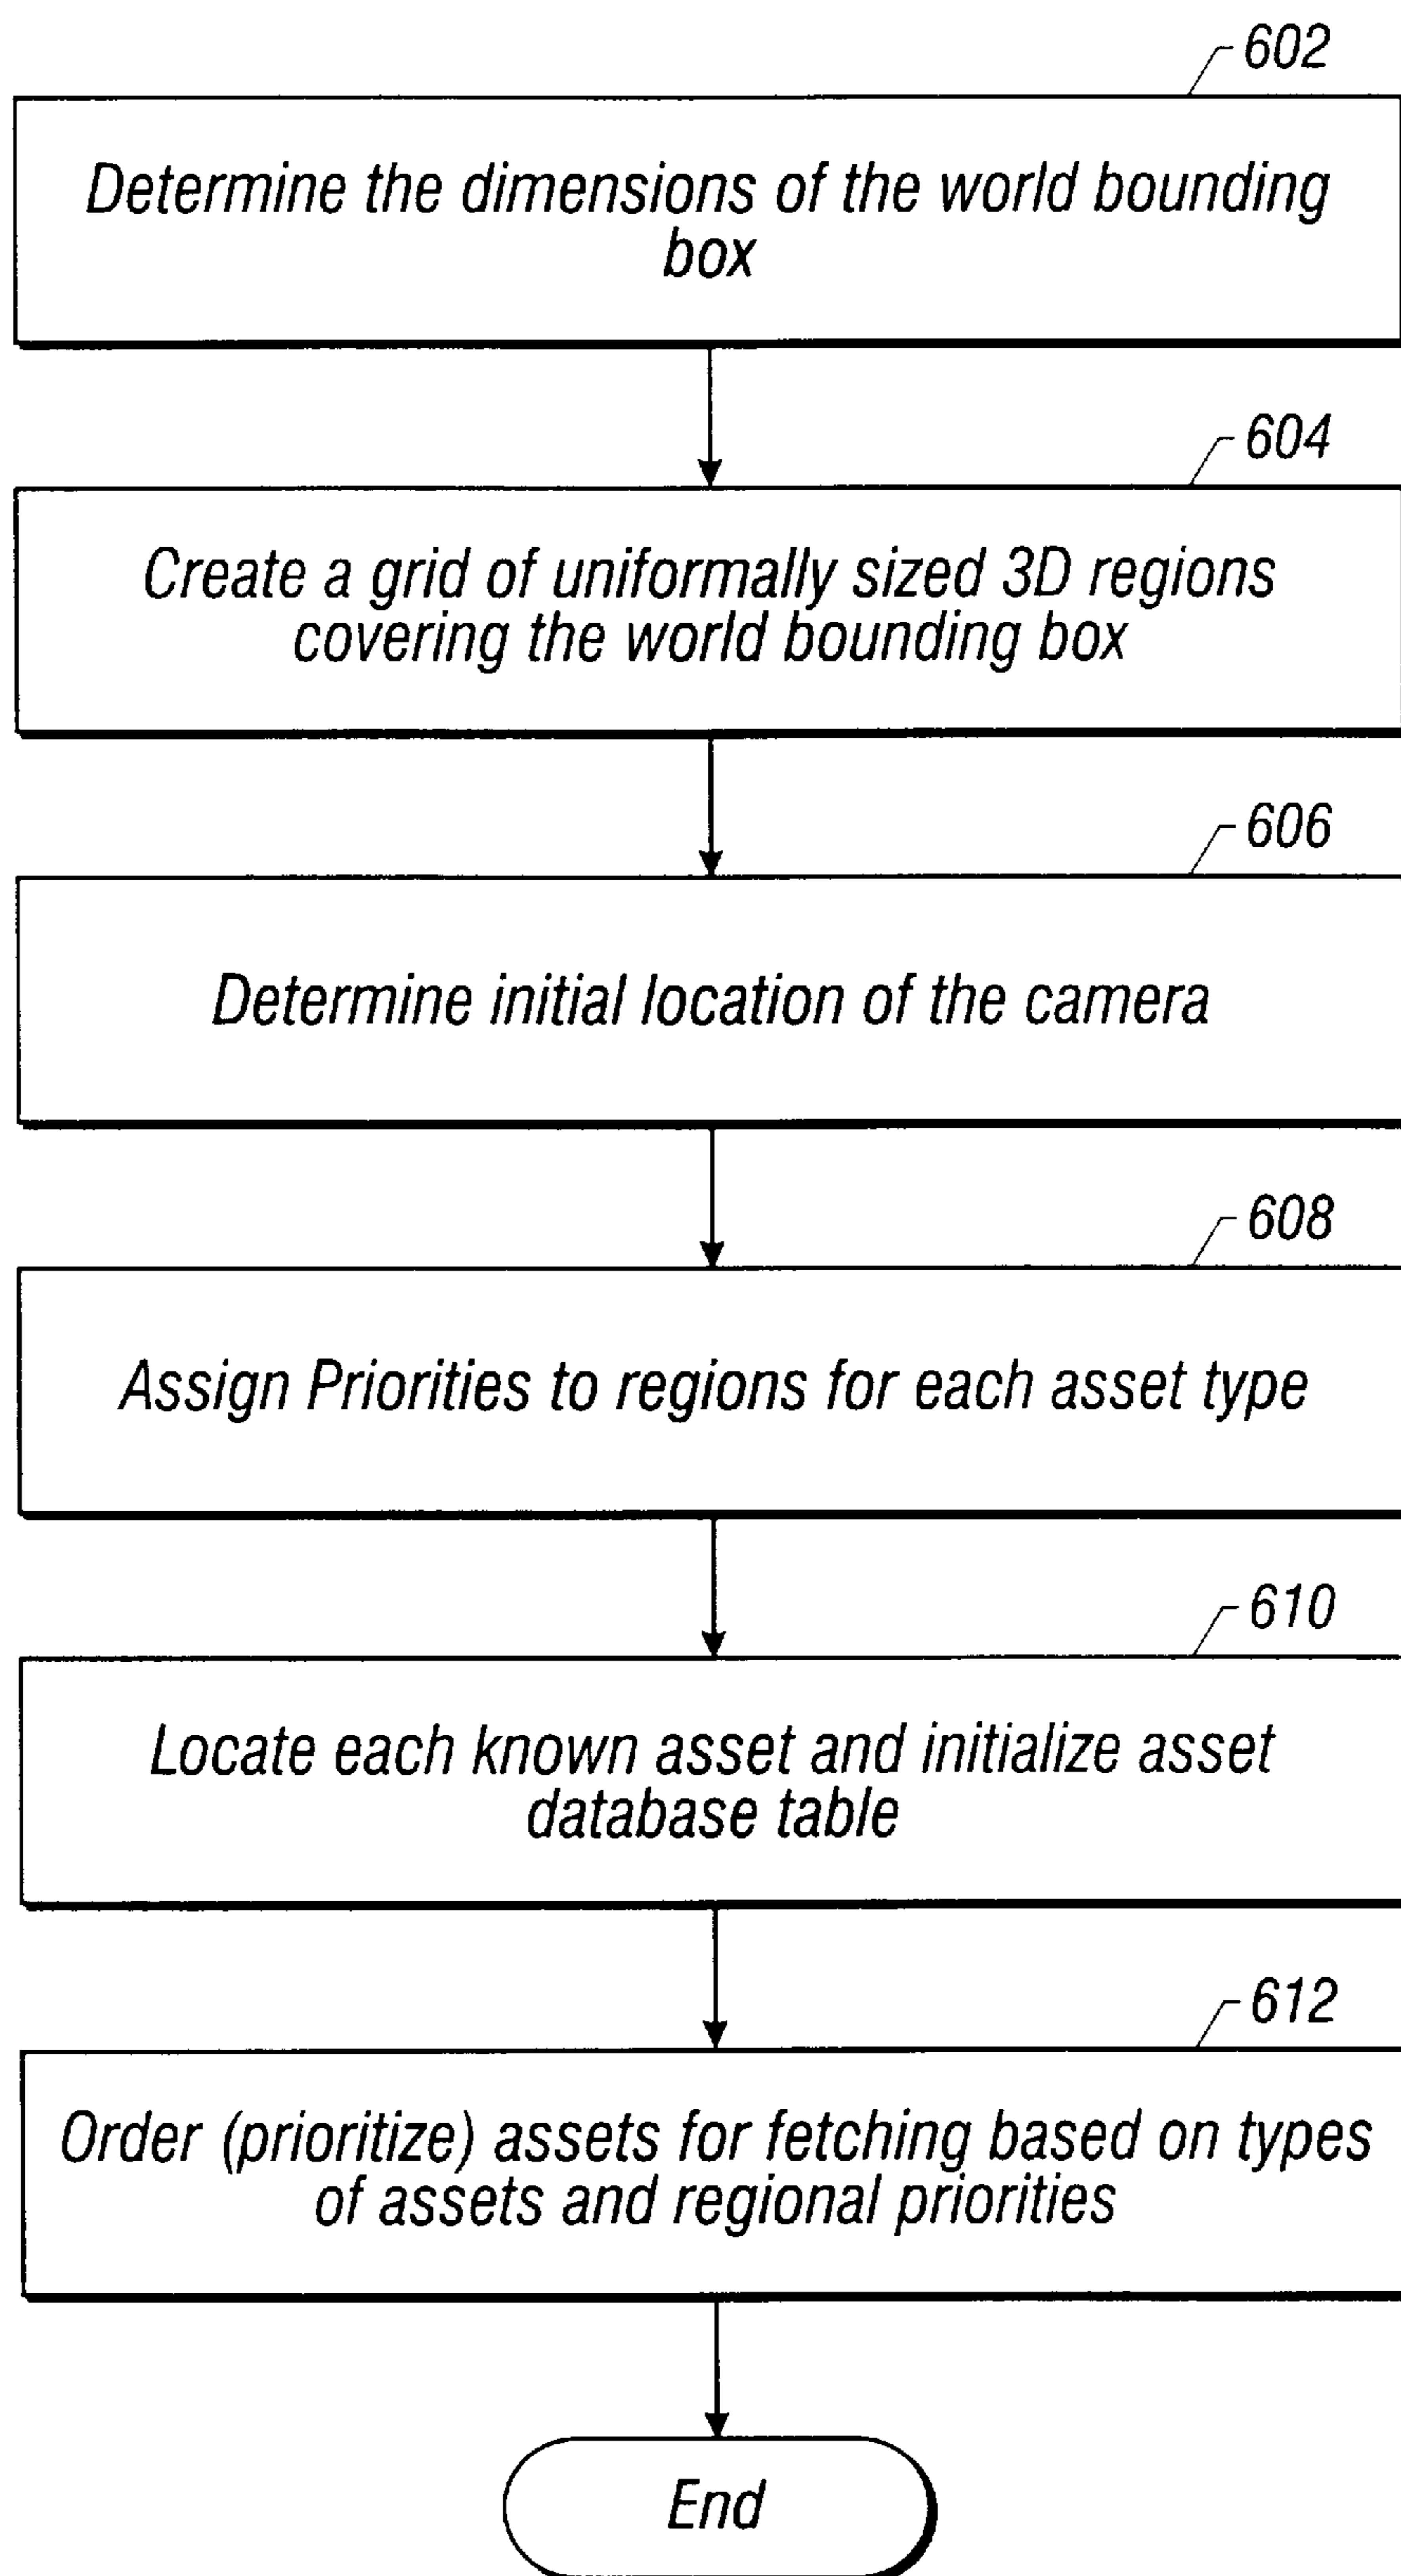 602
Determine the dimensions of the world bounding
box
604
Create a grid of uniformally sized 3D regions
covering the world bounding box
606
Determine initial location of the camera
608
Assign Priorities to regions for each asset type
610
Locate each known asset and initialize asset
database table
612
Order (prioritize) assets for fetching based on types
of assets and regional priorities
End